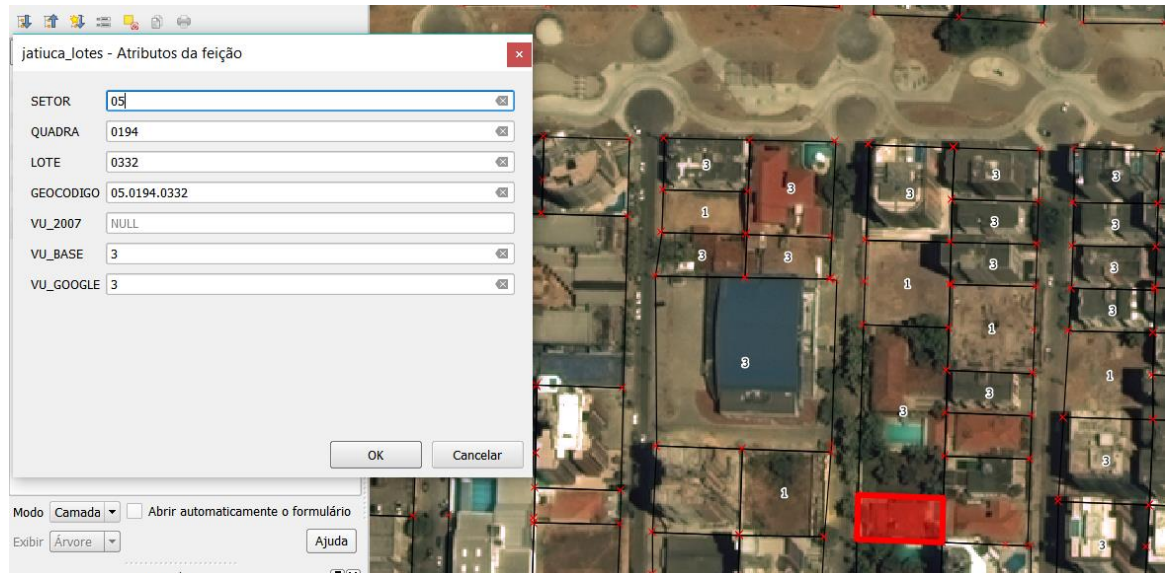 jatiuca_lotes - Atributos da feição
SETOR 05
QUADRA 0194
LOTE 0332
GEOCODIGO 05.0194.0332
VU_2007 NULL
VU_BASE 3
VU_GOOGLE 3
OK Cancelar
Modo Camada Abrir automaticamente o formulário
Exibir Árvore Ajuda
3
3
3
3
3
1
3
3
3
3
3
1
3
1
3
3
1
3
3
1
3
3